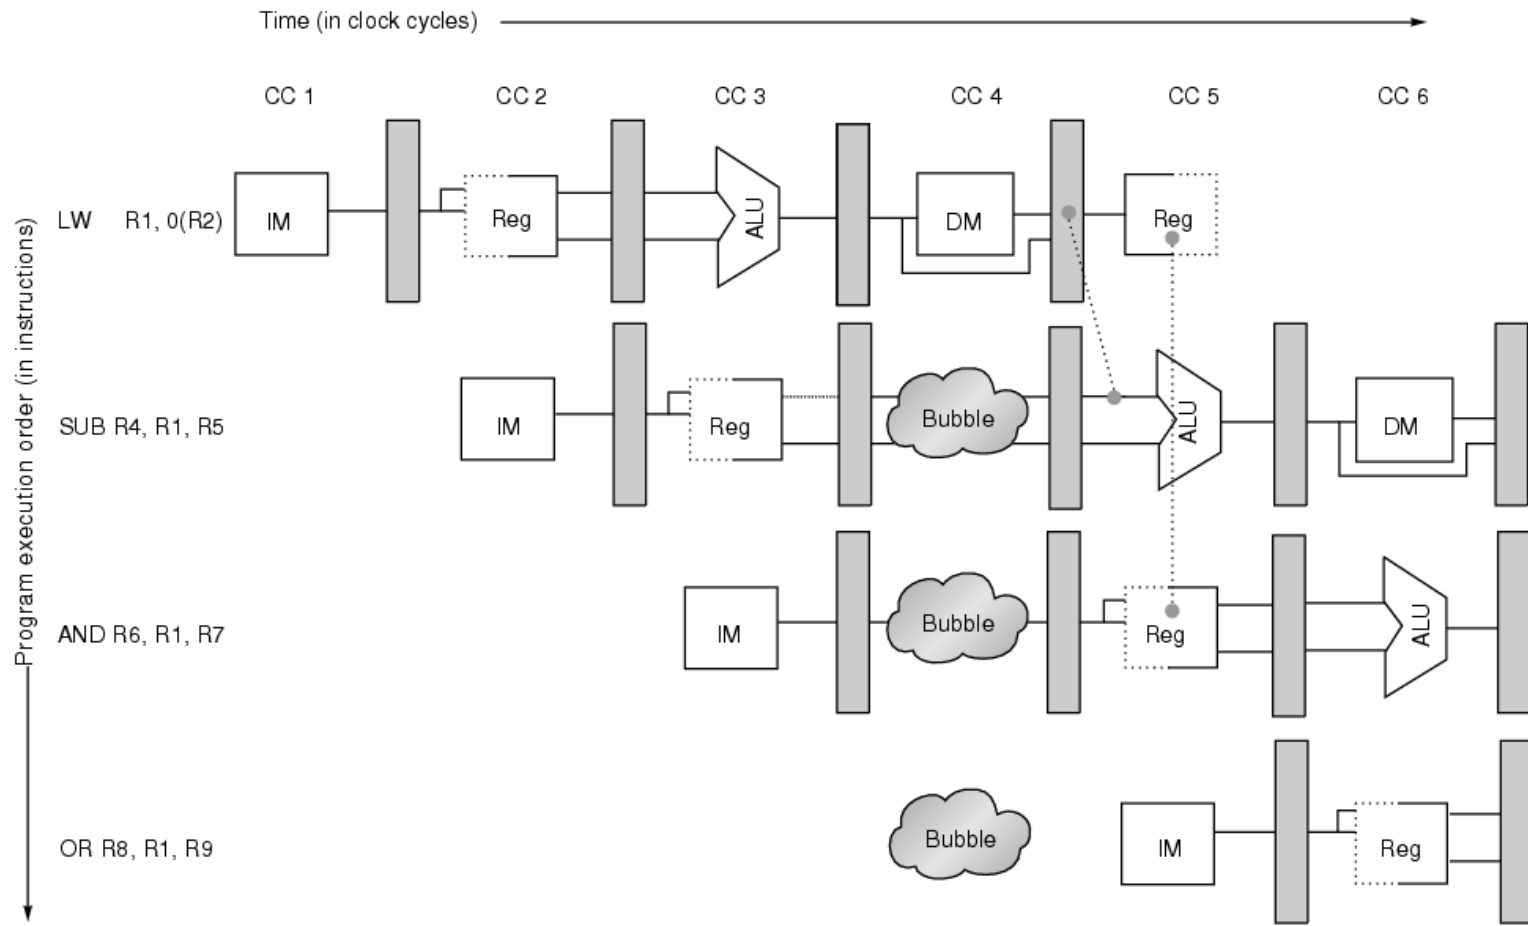 Time (in clock cycles)
CC 1 CC 2 CC 3 CC 4 CC 5 CC 6
Program execution order (in instructions)
LW R1, 0(R2) IM Reg ALU DM Reg
SUB R4, R1, R5 IM Reg Bubble ALU DM
AND R6, R1, R7 IM Bubble Reg ALU
OR R8, R1, R9 Bubble IM Reg